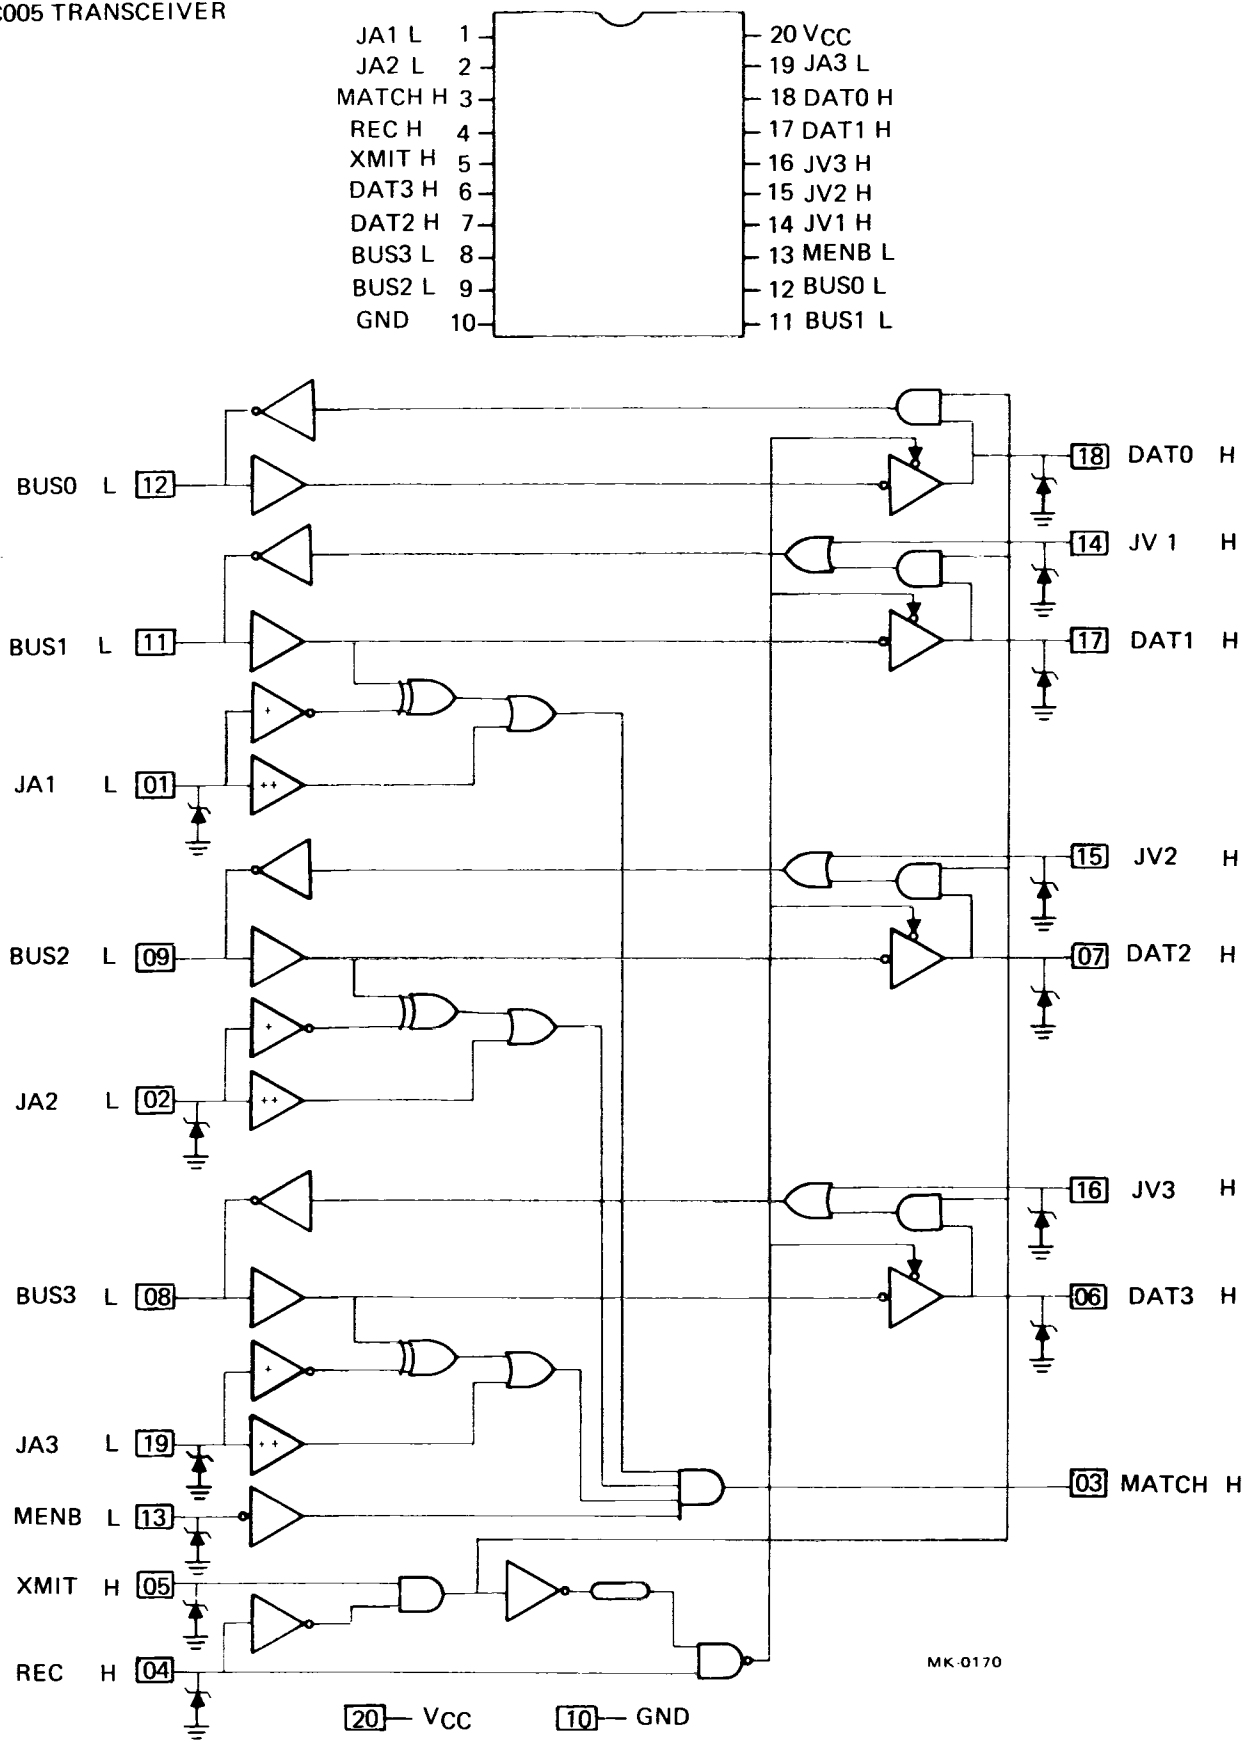 TRANSCEIVER
JA1 L 1
JA2 L 2
MATCH H 3
REC H 4
XMIT H 5
DAT3 H 6
DAT2 H 7
BUS3 L 8
BUS2 L 9
GND 10
20 VCC
19 JA3 L
18 DAT0 H
17 DAT1 H
16 JV3 H
15 JV2 H
14 JV1 H
13 MENB L
12 BUS0 L
11 BUS1 L
18 DAT0 H
BUS0 L 12
14 JV 1 H
BUS1 L 11
17 DAT1 H
+
JA1 L 01
++
15 JV2 H
BUS2 L 09
07 DAT2 H
+
JA2 L 02
++
16 JV3 H
BUS3 L 08
06 DAT3 H
+
JA3 L 19
++
03 MATCH H
MENB L 13
XMIT H 05
REC H 04
MK-0170
20 VCC
10 GND